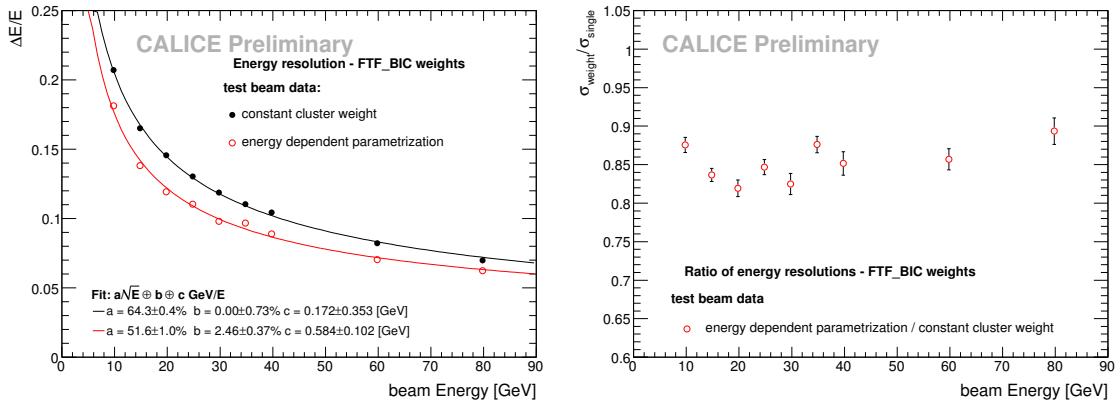 ΔE/E
0.25
0.2
0.15
0.1
0.05
0
CALICE Preliminary
Energy resolution - FTF_BIC weights
test beam data:
constant cluster weight
energy dependent parametrization
Fit: a/√E ⊕ b ⊕ c GeV/E
a = 64.3±0.4% b = 0.00±0.73% c = 0.172±0.353 [GeV]
a = 51.6±1.0% b = 2.46±0.37% c = 0.584±0.102 [GeV]
0 10 20 30 40 50 60 70 80 90
beam Energy [GeV]
σweight/σsingle
1.05
1
0.95
0.9
0.85
0.8
0.75
0.7
0.65
0.6
CALICE Preliminary
Ratio of energy resolutions - FTF_BIC weights
test beam data
energy dependent parametrization / constant cluster weight
0 10 20 30 40 50 60 70 80 90
beam Energy [GeV]